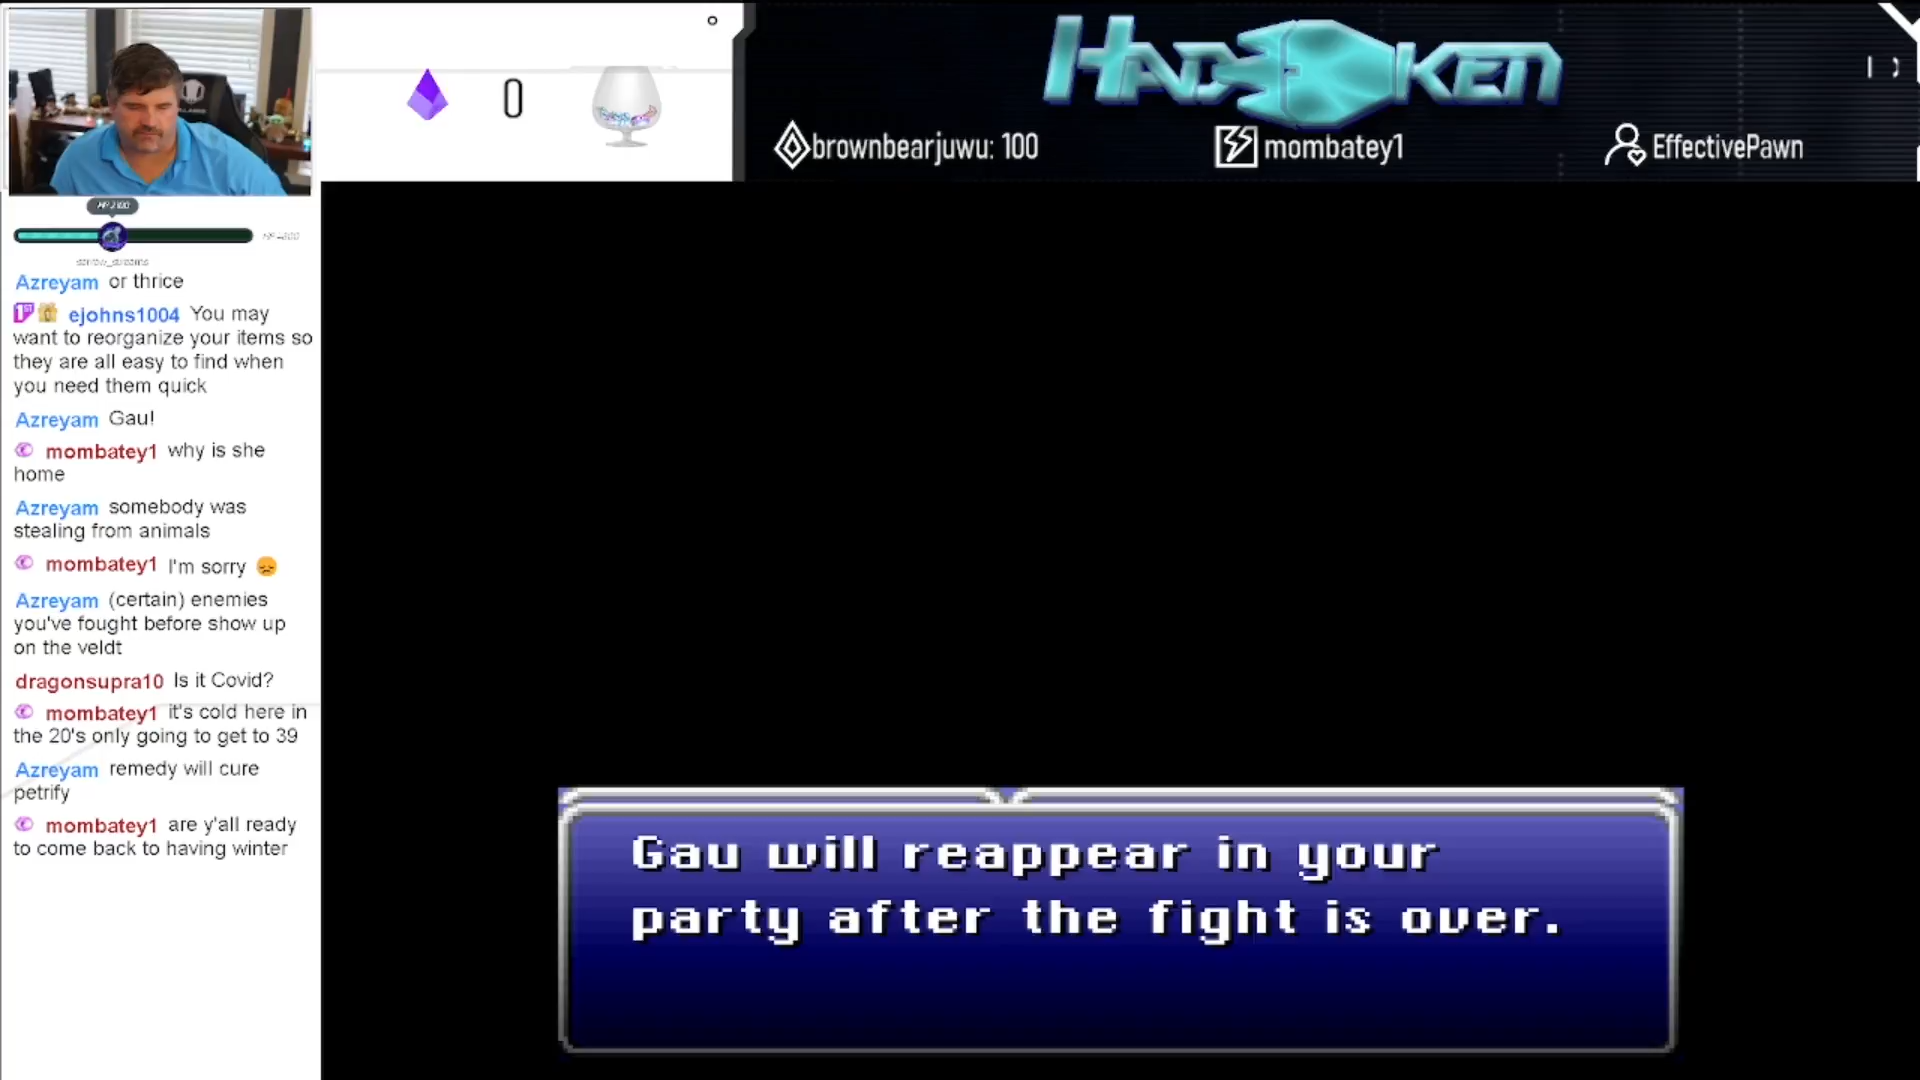 0
HADOKEN
brownbearjuwu: 100
mombatey1
EffectivePawn
Azreyam or thrice
ejohns1004 You may
want to reorganize your items so
they are all easy to find when
you need them quick
Azreyam Gau!
mombatey1 why is she
home
Azreyam somebody was
stealing from animals
mombatey1 I'm sorry
Azreyam (certain) enemies
you've fought before show up
on the veldt
dragonsupra10 Is it Covid?
mombatey1 it's cold here in
the 20's only going to get to 39
Azreyam remedy will cure
petrify
mombatey1 are y'all ready
to come back to having winter
Gau will reappear in your
party after the fight is over.